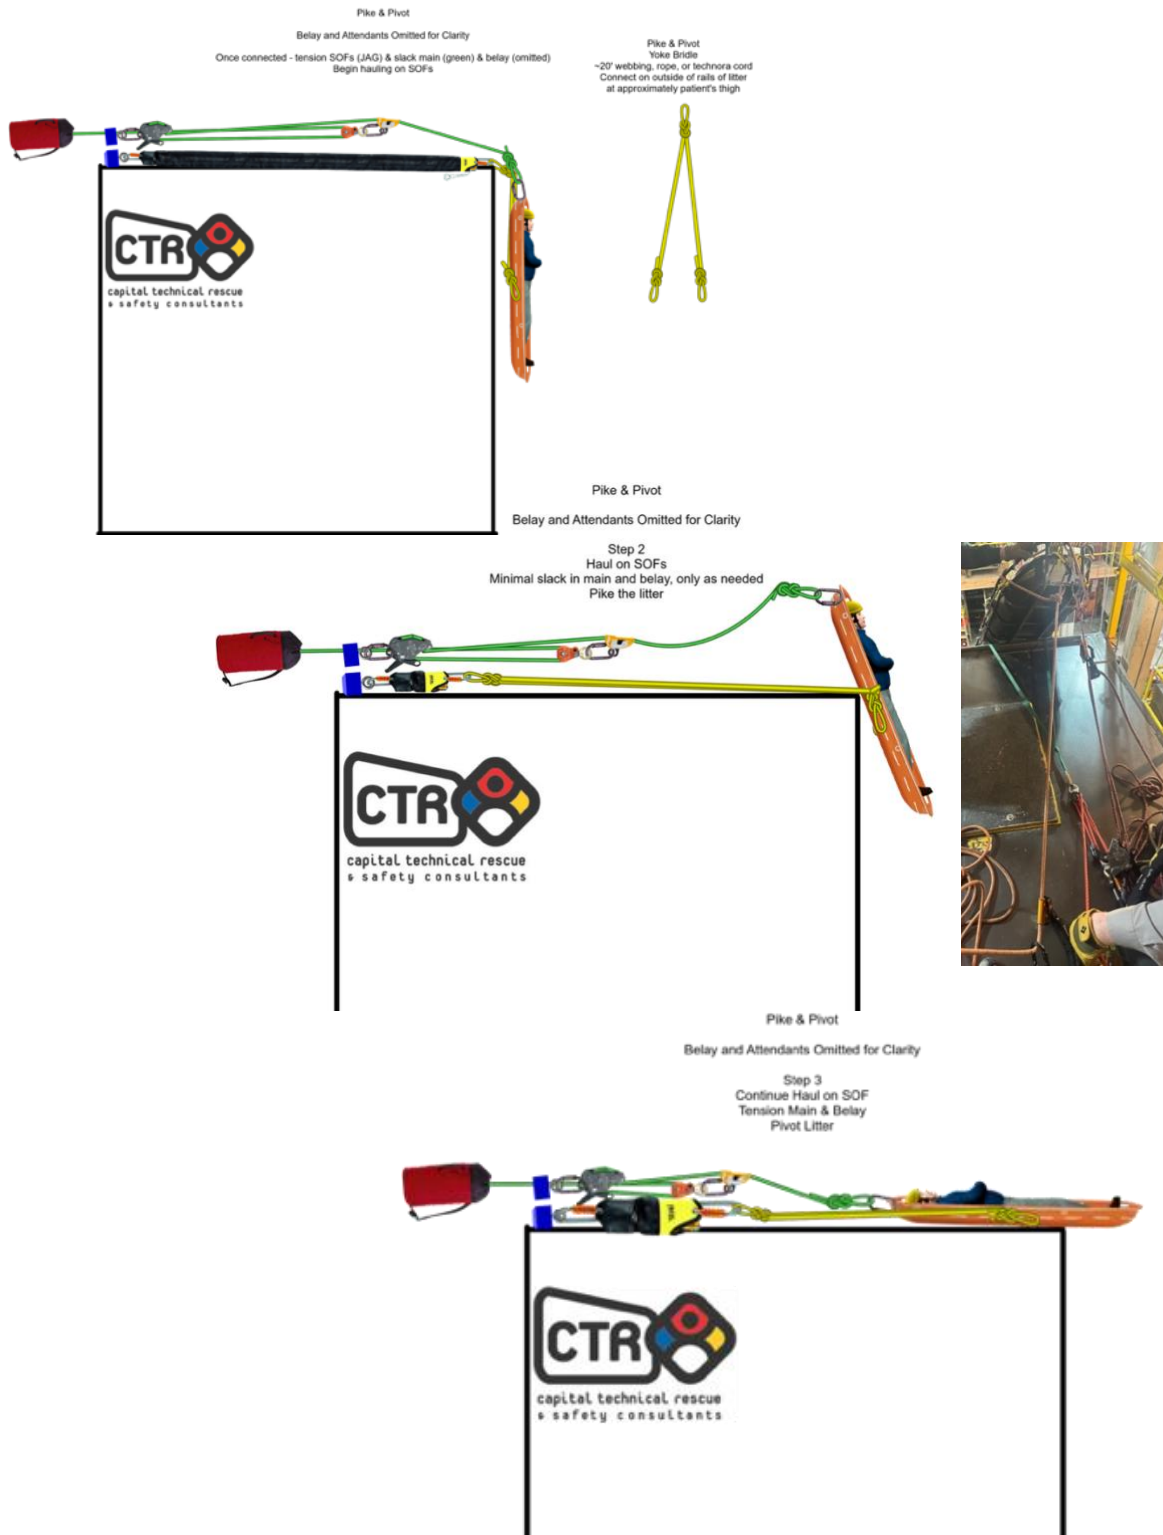 Pike & Pivot
Belay and Attendants Omitted for Clarity
Once connected - tension SOFs (JAG) & slack main (green) & belay (omitted)
Begin hauling on SOFs
Pike & Pivot
Yoke Bridle
~20' webbing, rope, or technora cord
Connect on outside of rails of litter
at approximately patient's thigh
CTR
capital technical rescue
& safety consultants
Pike & Pivot
Belay and Attendants Omitted for Clarity
Step 2
Haul on SOFs
Minimal slack in main and belay, only as needed
Pike the litter
CTR
capital technical rescue
& safety consultants
Pike & Pivot
Belay and Attendants Omitted for Clarity
Step 3
Continue Haul on SOF
Tension Main & Belay
Pivot Litter
CTR
capital technical rescue
& safety consultants